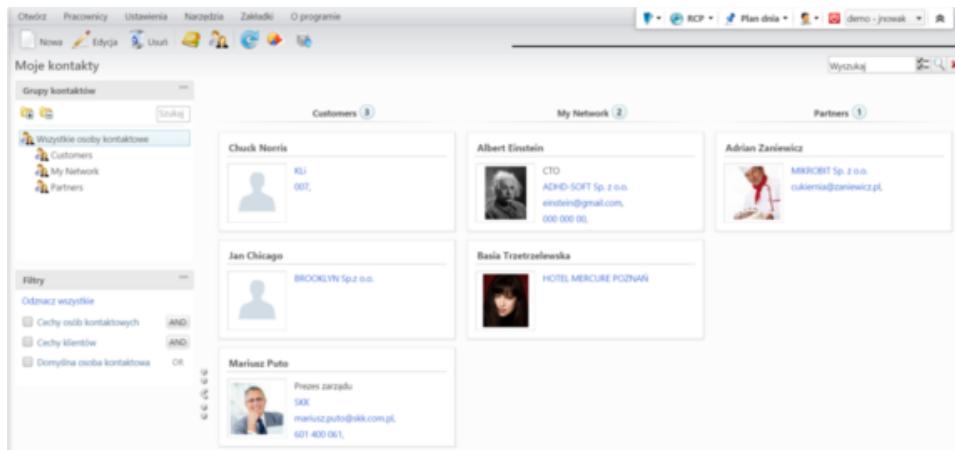 Otwórz Pracownicy Ustawienia Narzędzia Zakładki O programie
RCP Plan dnia demo - jnowak
Nowa Edycja Usuń
Moje kontakty
Wyszukaj
Grupy kontaktów
Szukaj
Wszystkie osoby kontaktowe
Customers
My Network
Partners
Filtry
Odznacz wszystkie
Cechy osób kontaktowych AND
Cechy klientów AND
Domyślna osoba kontaktowa OR
Customers 3
Chuck Norris
KLi
007,
Jan Chicago
BROOKLYN Sp.z o.o.
Mariusz Puto
Prezes zarządu
SKK
mariusz.puto@skk.com.pl,
601 400 061,
My Network 2
Albert Einstein
CTO
ADHD-SOFT Sp. z o.o.
einstein@gmail.com,
000 000 00,
Basia Trzetrzelewska
HOTEL MERCURE POZNAŃ
Partners 1
Adrian Zaniewicz
MIKROBIT Sp. z o.o.
cukiernia@zaniewicz.pl,